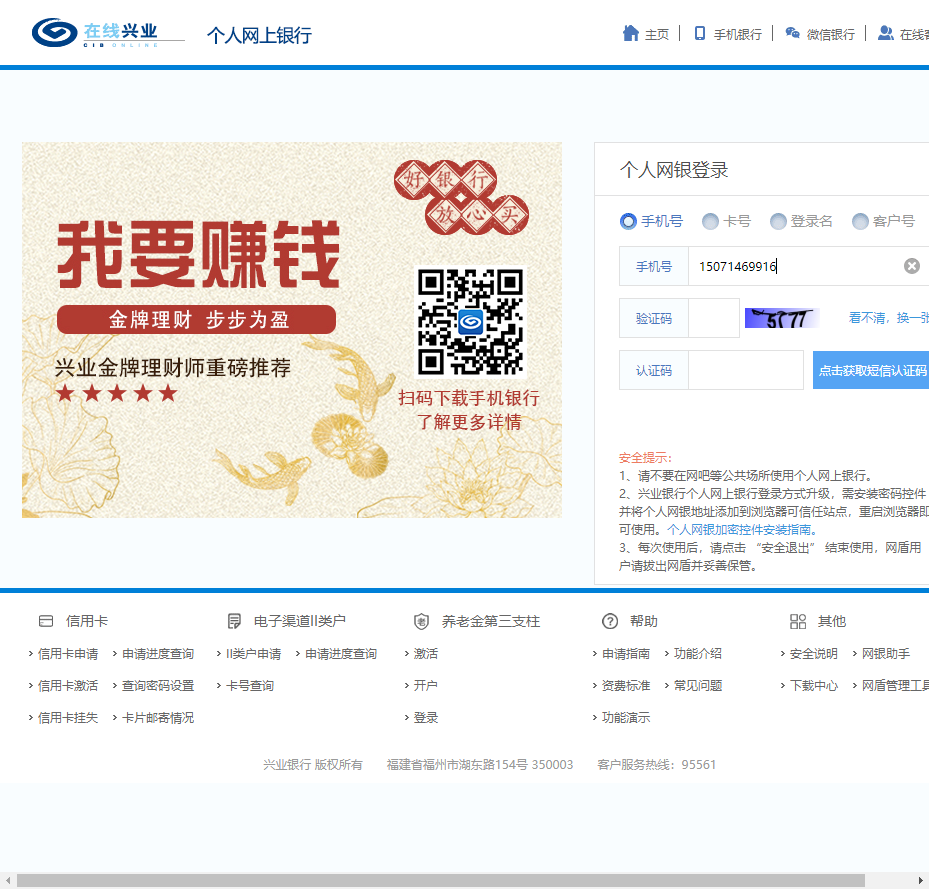 在线兴业
CIB ONLINE
个人网上银行
主页
手机银行
微信银行
在线
好银行
放心买
我要赚钱
金牌理财 步步为盈
兴业金牌理财师重磅推荐
扫码下载手机银行
了解更多详情
个人网银登录
手机号
卡号
登录名
客户号
手机号
15071469916
验证码
5777
看不清，换一张
认证码
点击获取短信认证码
安全提示：
1、请不要在网吧等公共场所使用个人网上银行。
2、兴业银行个人网上银行登录方式升级，需安装密码控件
并将个人网银地址添加到浏览器可信任站点，重启浏览器即
可使用。个人网银加密控件安装指南。
3、每次使用后，请点击 “安全退出” 结束使用，网盾用
户请拔出网盾并妥善保管。
信用卡
电子渠道II类户
养老金第三支柱
帮助
其他
信用卡申请
申请进度查询
II类户申请
申请进度查询
激活
申请指南
功能介绍
安全说明
网银助手
信用卡激活
查询密码设置
卡号查询
开户
资费标准
常见问题
下载中心
网盾管理工具
信用卡挂失
卡片邮寄情况
登录
功能演示
兴业银行 版权所有
福建省福州市湖东路154号 350003
客户服务热线：95561